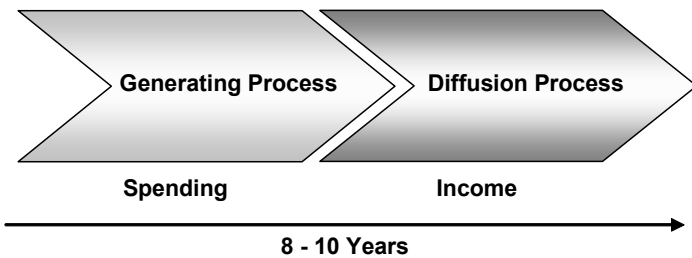 Generating Process
Diffusion Process
Spending
Income
8 - 10 Years